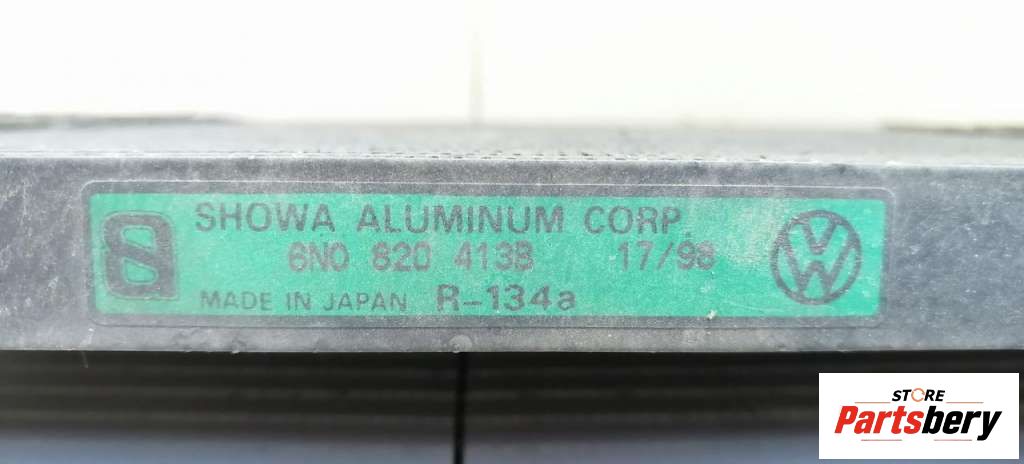 SHOWA ALUMINUM CORP.
6N0 820 413B 17/98
MADE IN JAPAN R-134a
STORE
Partsbery